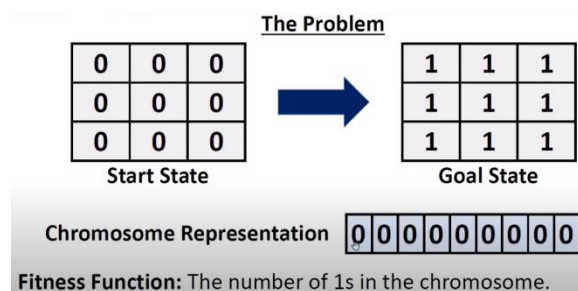 The Problem
0 0 0 1 1 1
0 0 0 1 1 1
0 0 0 1 1 1
Start State Goal State
Chromosome Representation 0 0 0 0 0 0 0 0 0
Fitness Function: The number of 1s in the chromosome.